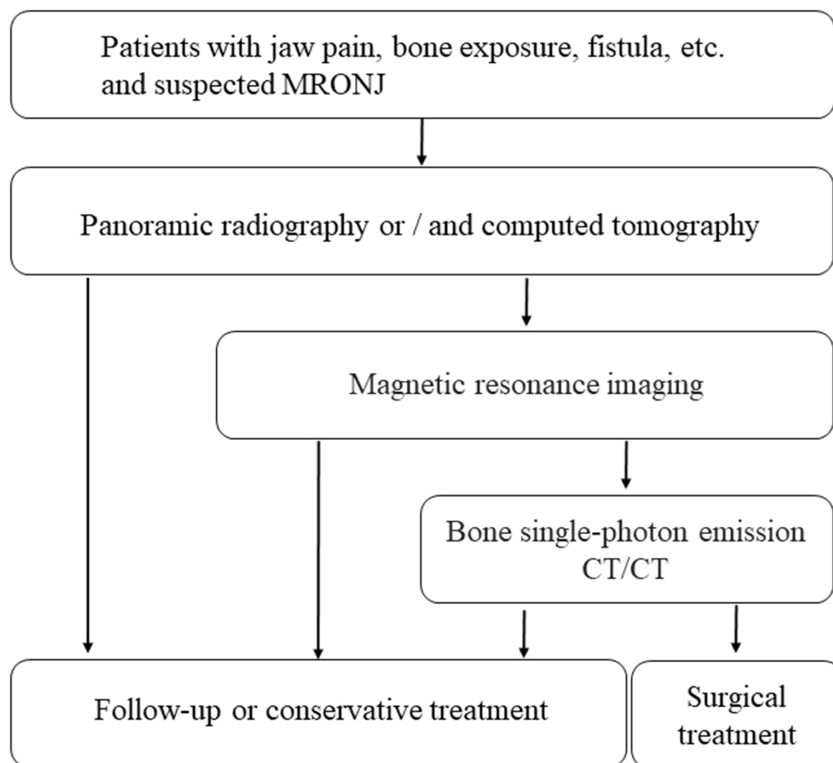 Patients with jaw pain, bone exposure, fistula, etc.
and suspected MRONJ
Panoramic radiography or / and computed tomography
Magnetic resonance imaging
Bone single-photon emission
CT/CT
Follow-up or conservative treatment
Surgical
treatment